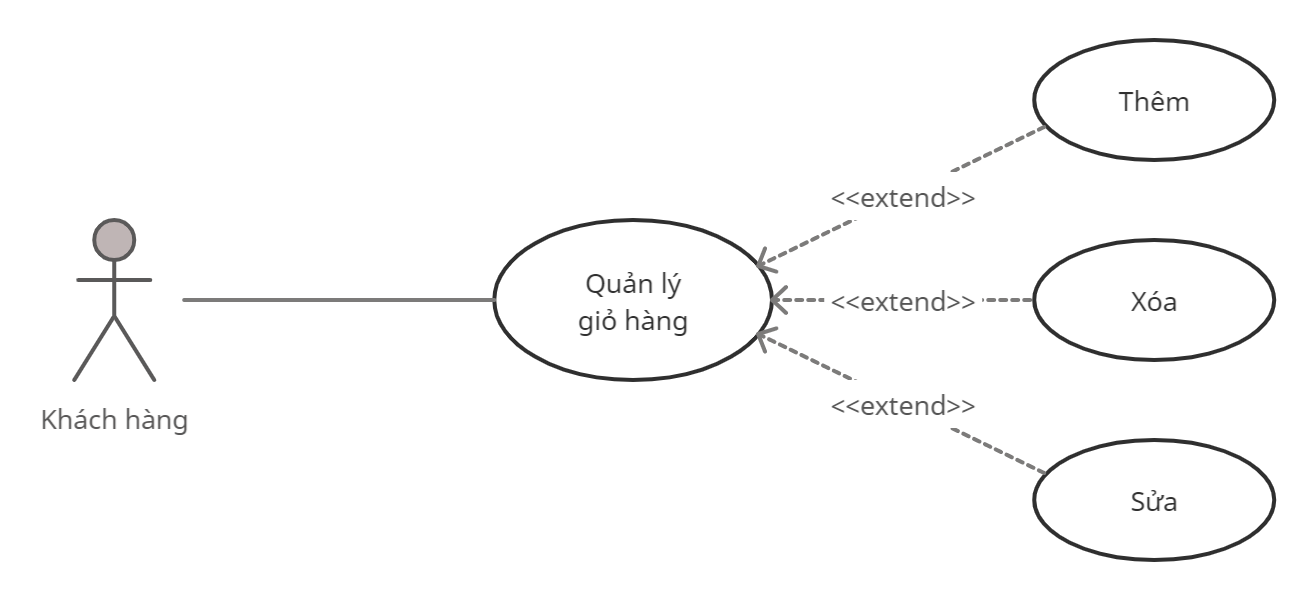 Thêm
<<extend>>
Quản lý
giỏ hàng
<<extend>>
Xóa
Khách hàng
<<extend>>
Sửa